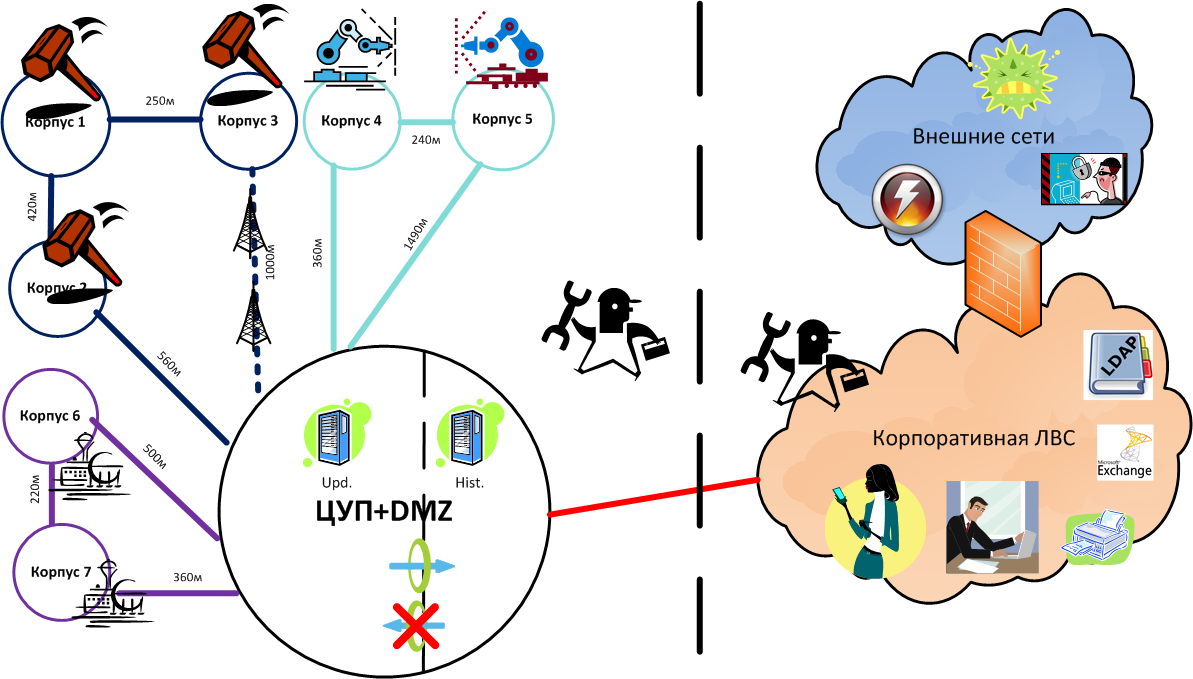 Корпус 1
250м
Корпус 3
Корпус 4
240м
Корпус 5
420м
Корпус 2
1000м
360м
1490м
560м
Корпус 6
500м
220м
Корпус 7
360м
Upd.
Hist.
ЦУП+DMZ
Внешние сети
LDAP
Корпоративная ЛВС
Microsoft
Exchange